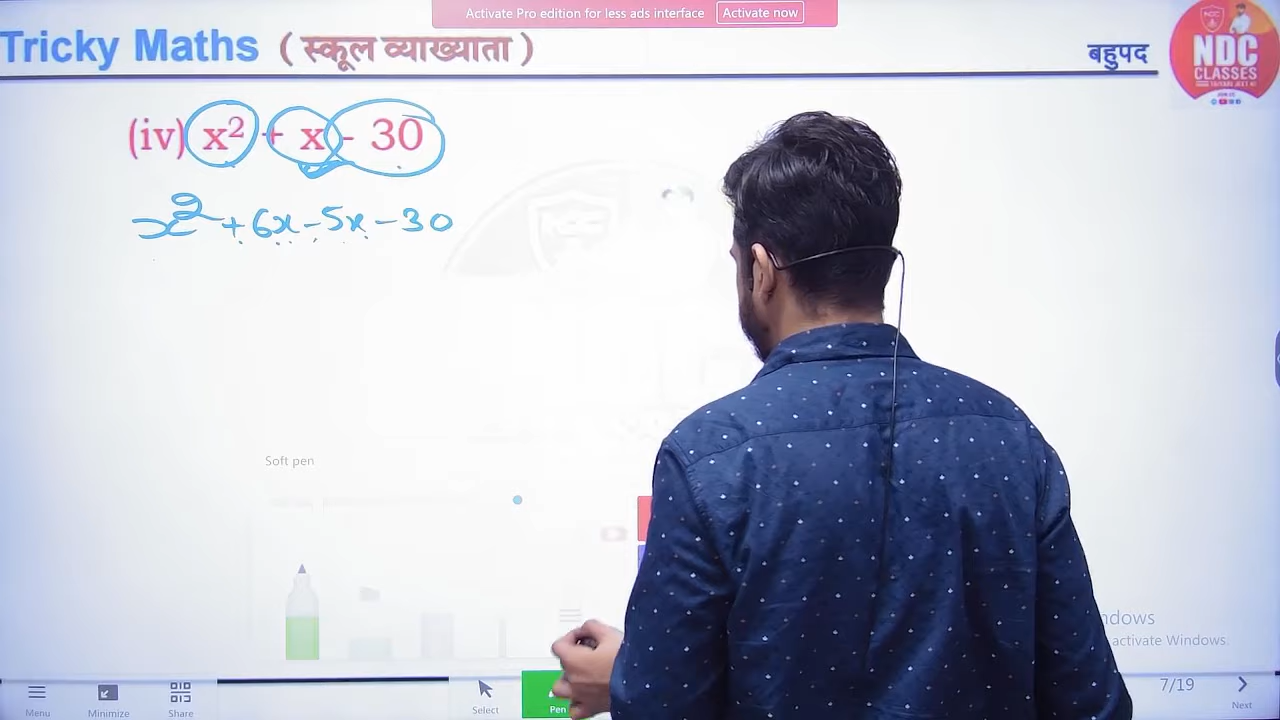 Activate Pro edition for less ads interface Activate now
Tricky Maths ( स्कूल व्याख्याता )
बहुपद
NDC
CLASSES
(iv) x² + x - 30
x² + 6x - 5x - 30
Soft pen
ndows
activate Windows.
7/19
Menu
Minimize
Share
Select
Pen
Next